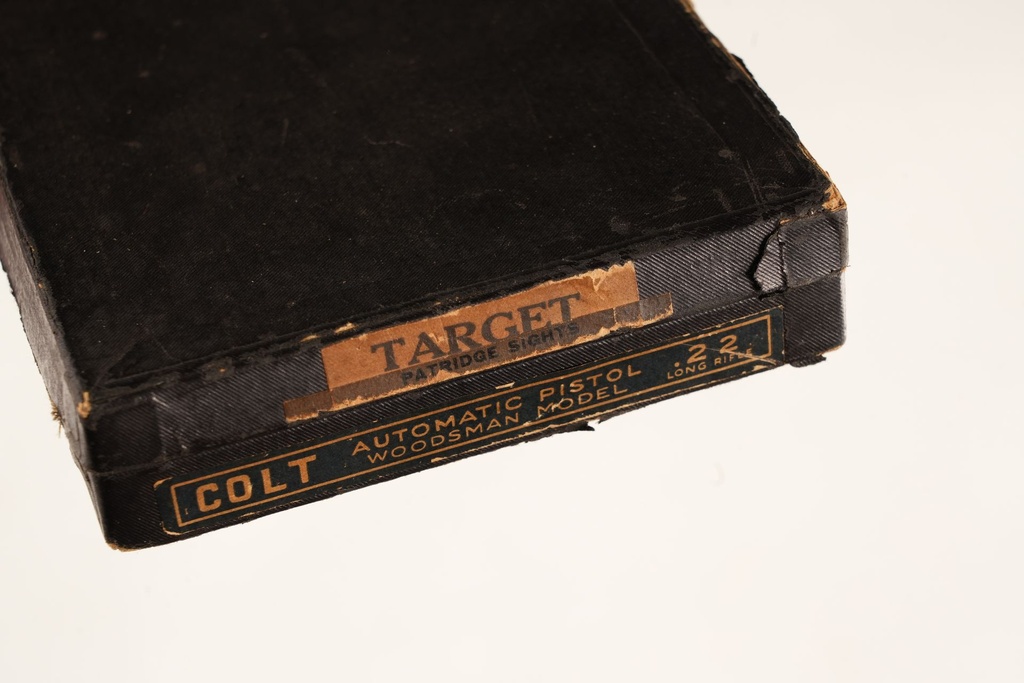 TARGET
PATRIDGE SIGHTS
COLT
AUTOMATIC PISTOL
WOODSMAN MODEL
.22
LONG RIFLE